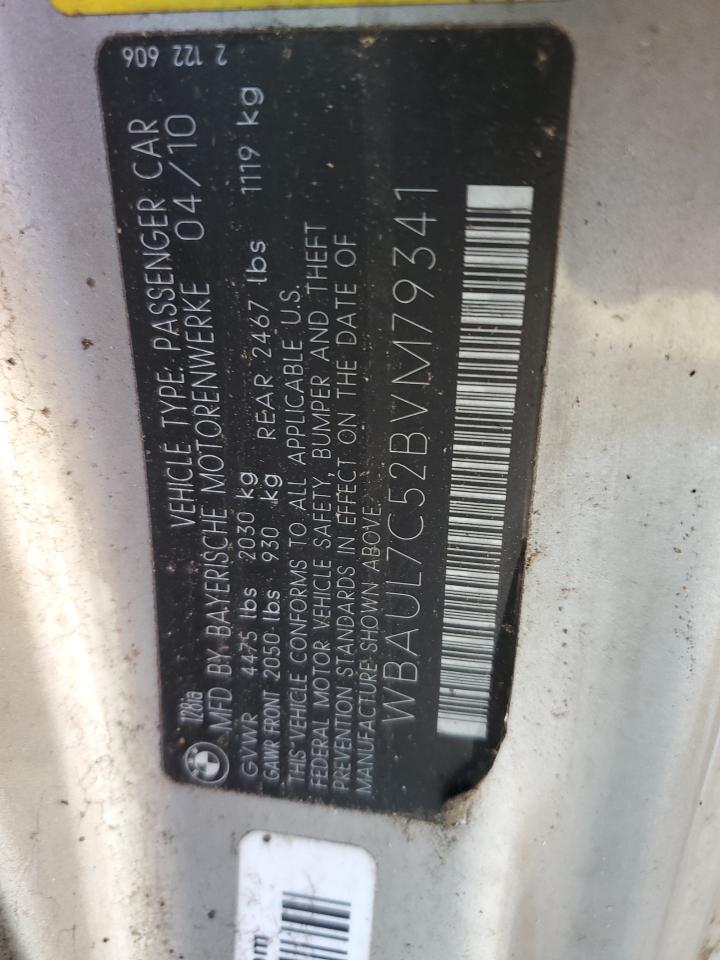 128iA
VEHICLE TYPE: PASSENGER CAR
2 122 606
MFD BY BAYERISCHE MOTORENWERKE 04/10
GVWR 4475 lbs 2030 kg
GAWR FRONT 2050 lbs 930 kg REAR 2467 lbs 1119 kg
THIS VEHICLE CONFORMS TO ALL APPLICABLE U.S.
FEDERAL MOTOR VEHICLE SAFETY, BUMPER AND THEFT
PREVENTION STANDARDS IN EFFECT ON THE DATE OF
MANUFACTURE SHOWN ABOVE.
WBAUL7C52BVM79341